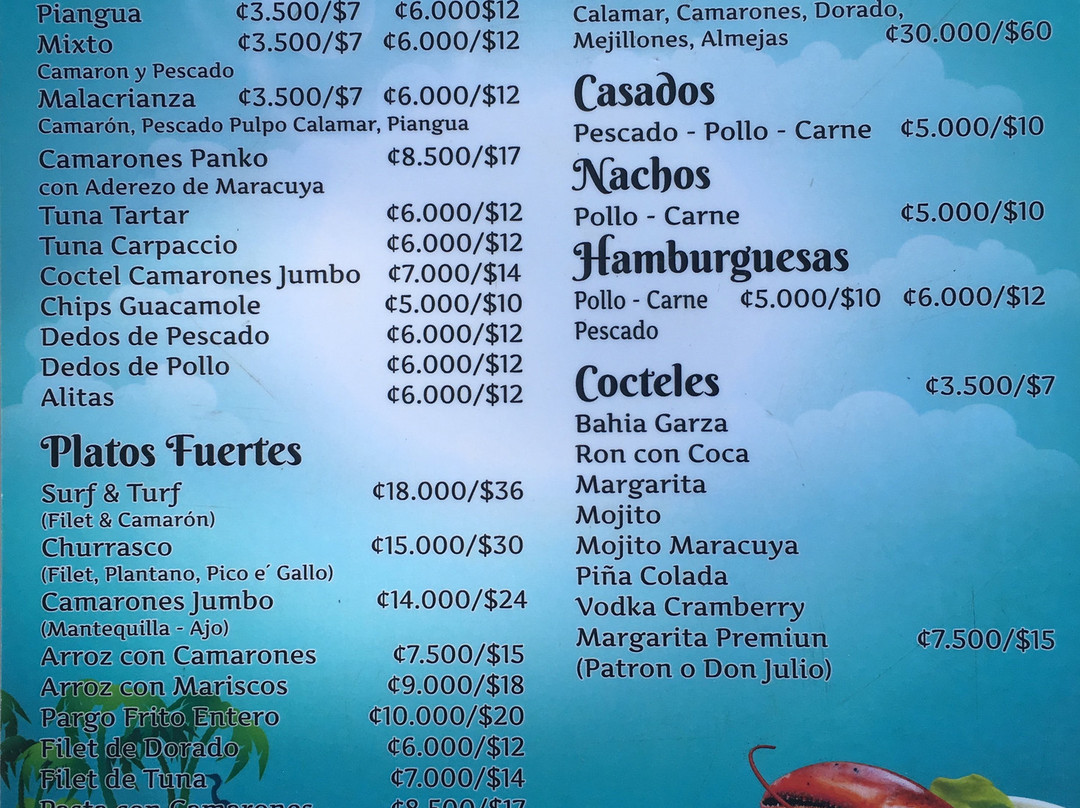 Piangua ¢3.500/$7 ¢6.000$12
Mixto ¢3.500/$7 ¢6.000/$12
Camaron y Pescado
Malacrianza ¢3.500/$7 ¢6.000/$12
Camarón, Pescado Pulpo Calamar, Piangua
Camarones Panko ¢8.500/$17
con Aderezo de Maracuya
Tuna Tartar ¢6.000/$12
Tuna Carpaccio ¢6.000/$12
Coctel Camarones Jumbo ¢7.000/$14
Chips Guacamole ¢5.000/$10
Dedos de Pescado ¢6.000/$12
Dedos de Pollo ¢6.000/$12
Alitas ¢6.000/$12
Platos Fuertes
Surf & Turf ¢18.000/$36
(Filet & Camarón)
Churrasco ¢15.000/$30
(Filet, Plantano, Pico e´ Gallo)
Camarones Jumbo ¢14.000/$24
(Mantequilla - Ajo)
Arroz con Camarones ¢7.500/$15
Arroz con Mariscos ¢9.000/$18
Pargo Frito Entero ¢10.000/$20
Filet de Dorado ¢6.000/$12
Filet de Tuna ¢7.000/$14
Pasta con Camarones ¢8.500/$17
Calamar, Camarones, Dorado,
Mejillones, Almejas ¢30.000/$60
Casados
Pescado - Pollo - Carne ¢5.000/$10
Nachos
Pollo - Carne ¢5.000/$10
Hamburguesas
Pollo - Carne ¢5.000/$10 ¢6.000/$12
Pescado
Cocteles ¢3.500/$7
Bahia Garza
Ron con Coca
Margarita
Mojito
Mojito Maracuya
Piña Colada
Vodka Cramberry
Margarita Premiun ¢7.500/$15
(Patron o Don Julio)